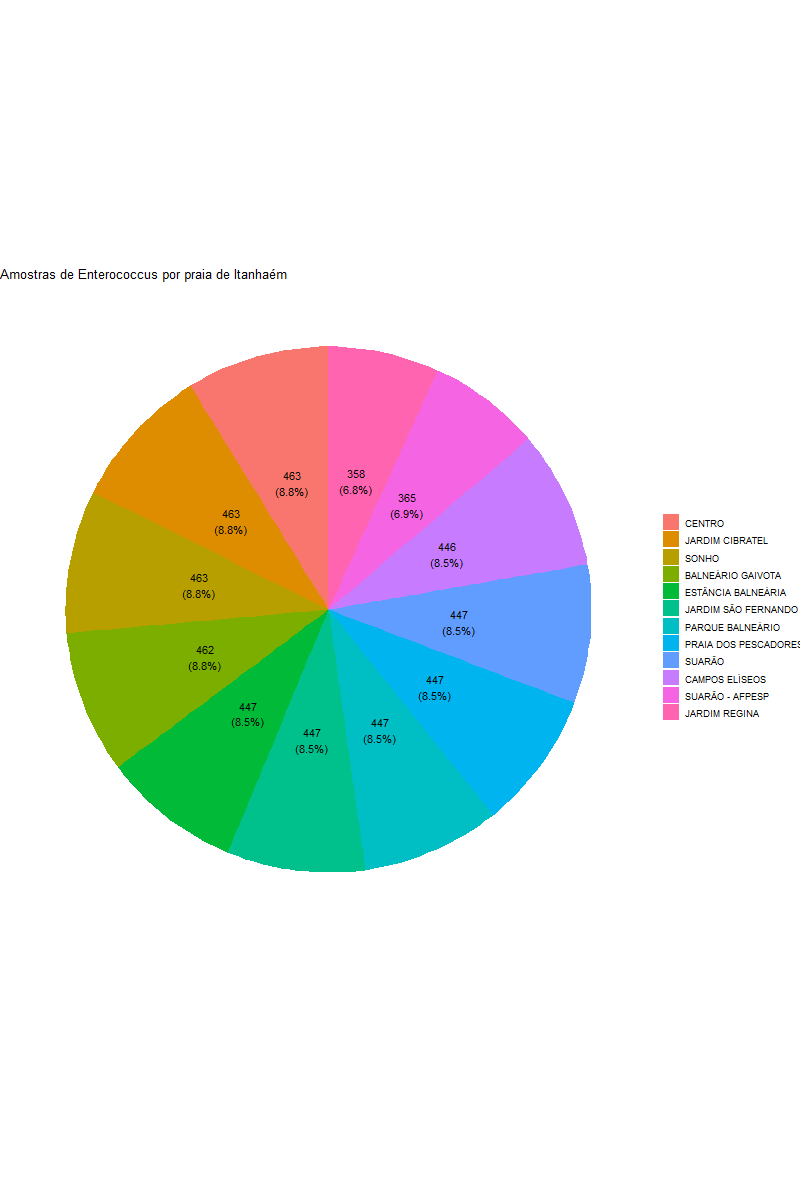 Amostras de Enterococcus por praia de Itanhaém
463
(8.8%)
358
(6.8%)
365
(6.9%)
463
(8.8%)
446
(8.5%)
463
(8.8%)
447
(8.5%)
462
(8.8%)
447
(8.5%)
447
(8.5%)
447
(8.5%)
447
(8.5%)
CENTRO
JARDIM CIBRATEL
SONHO
BALNEÁRIO GAIVOTA
ESTÂNCIA BALNEÁRIA
JARDIM SÃO FERNANDO
PARQUE BALNEÁRIO
PRAIA DOS PESCADORES
SUARÃO
CAMPOS ELÍSEOS
SUARÃO - AFPESP
JARDIM REGINA